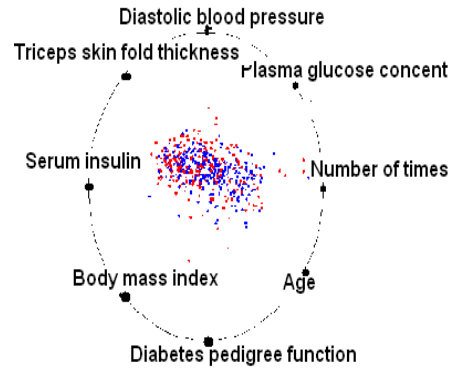 Diastolic blood pressure
Triceps skin fold thickness
Plasma glucose concent
Serum insulin
Number of times
Body mass index
Age
Diabetes pedigree function